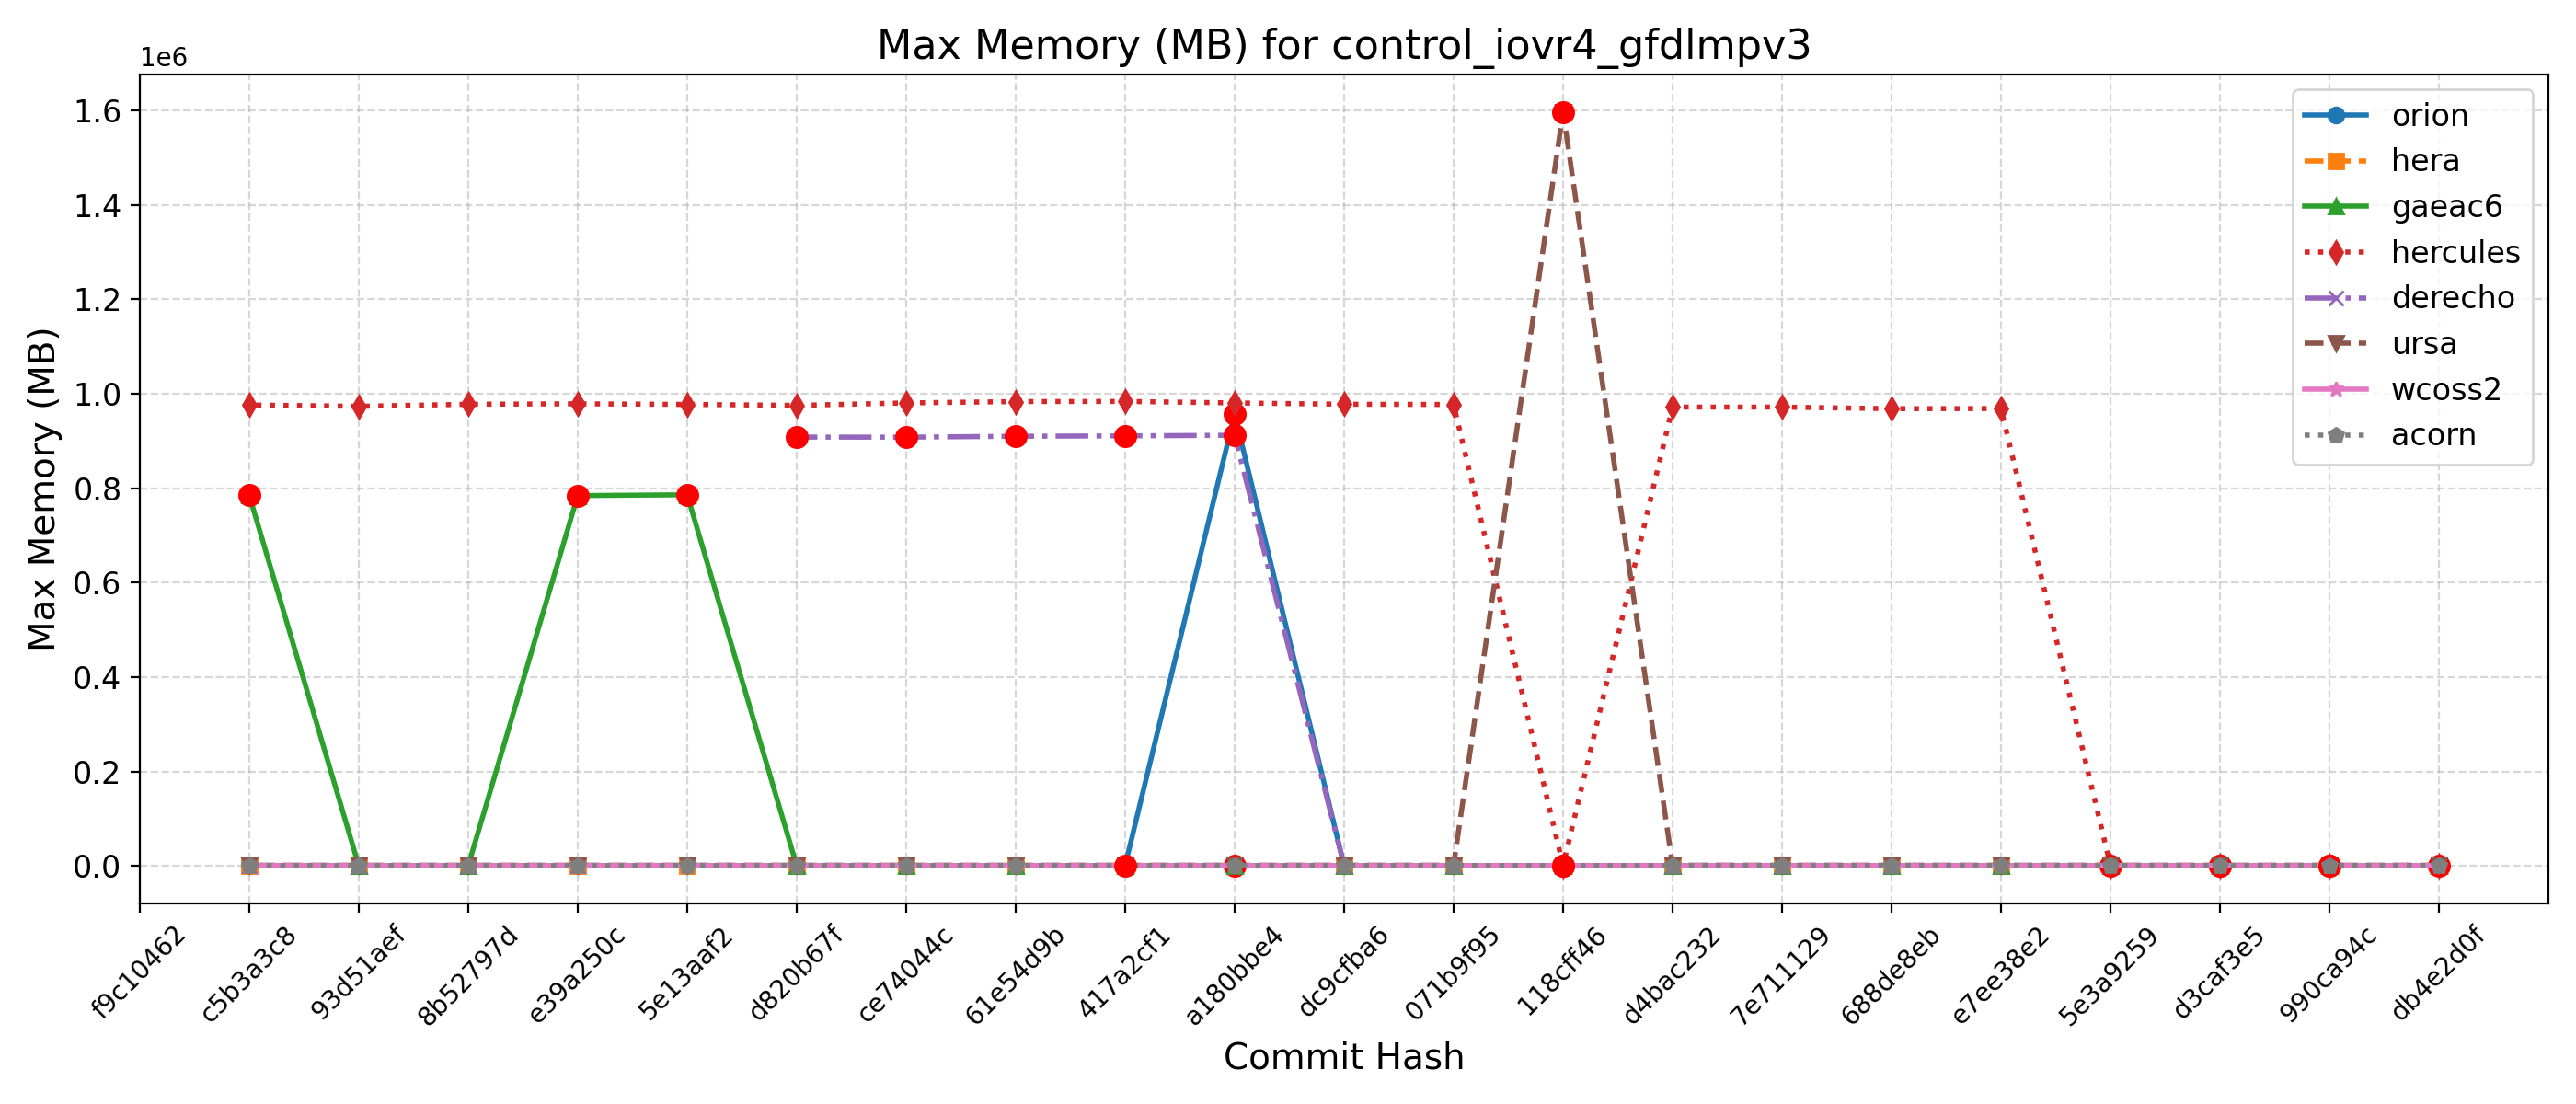 Max Memory (MB) for control_iovr4_gfdlmpv3
1e6
Max Memory (MB)
1.6
1.4
1.2
1.0
0.8
0.6
0.4
0.2
0.0
orion
hera
gaeac6
hercules
derecho
ursa
wcoss2
acorn
f9c10462
c5b3a3c8
93d51aef
8b52797d
e39a250c
5e13aaf2
d820b67f
ce74044c
61e54d9b
417a2cf1
a180bbe4
dc9cfba6
071b9f95
118cff46
d4bac232
7e711129
688de8eb
e7ee38e2
5e3a9259
d3caf3e5
990ca94c
db4e2d0f
Commit Hash